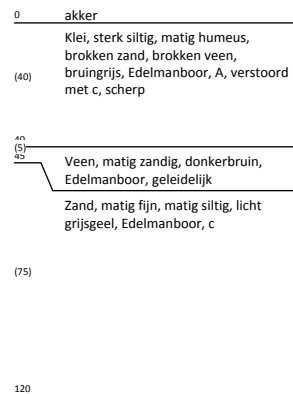 0 akker
Klei, sterk siltig, matig humeus,
brokken zand, brokken veen,
bruingrijs, Edelmanboor, A, verstoord
met c, scherp
(40)
40
(5)
45
Veen, matig zandig, donkerbruin,
Edelmanboor, geleidelijk
Zand, matig fijn, matig siltig, licht
grijsgeel, Edelmanboor, c
(75)
120